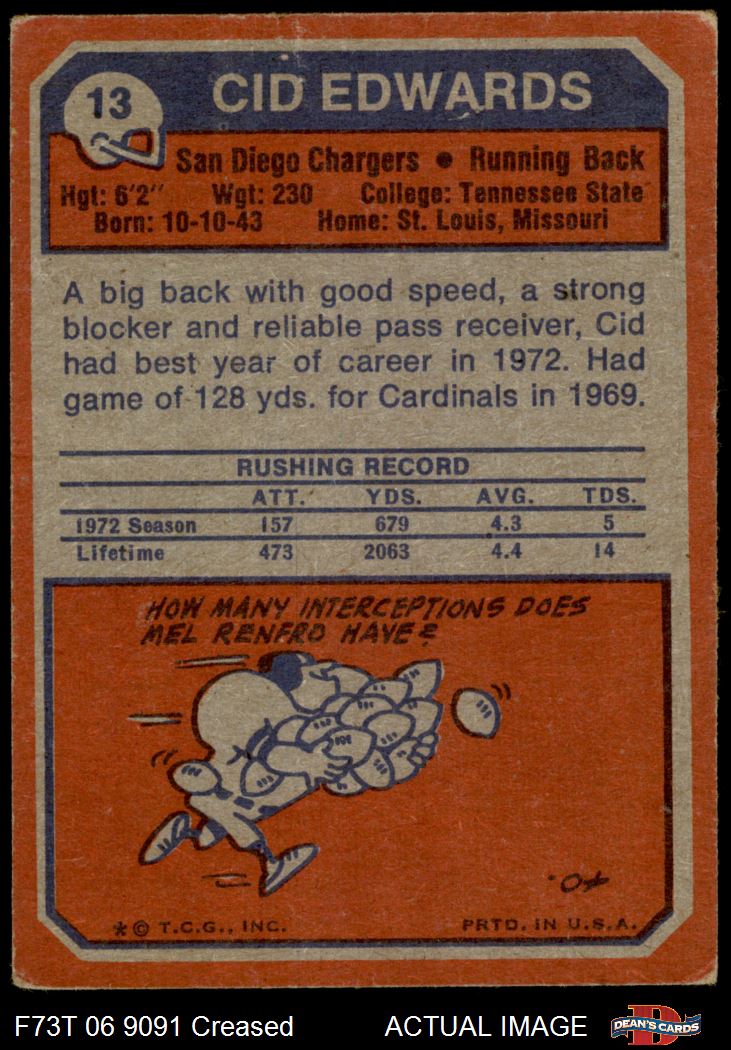 13
CID EDWARDS
San Diego Chargers • Running Back
Hgt: 6'2" Wgt: 230 College: Tennessee State
Born: 10-10-43 Home: St. Louis, Missouri
A big back with good speed, a strong
blocker and reliable pass receiver, Cid
had best year of career in 1972. Had
game of 128 yds. for Cardinals in 1969.
RUSHING RECORD
ATT. YDS. AVG. TDS.
1972 Season 157 679 4.3 5
Lifetime 473 2063 4.4 14
HOW MANY INTERCEPTIONS DOES
MEL RENFRO HAVE?
* © T.C.G., INC. PRTD. IN U.S.A.
F73T 06 9091 Creased ACTUAL IMAGE
D
DEAN'S CARDS